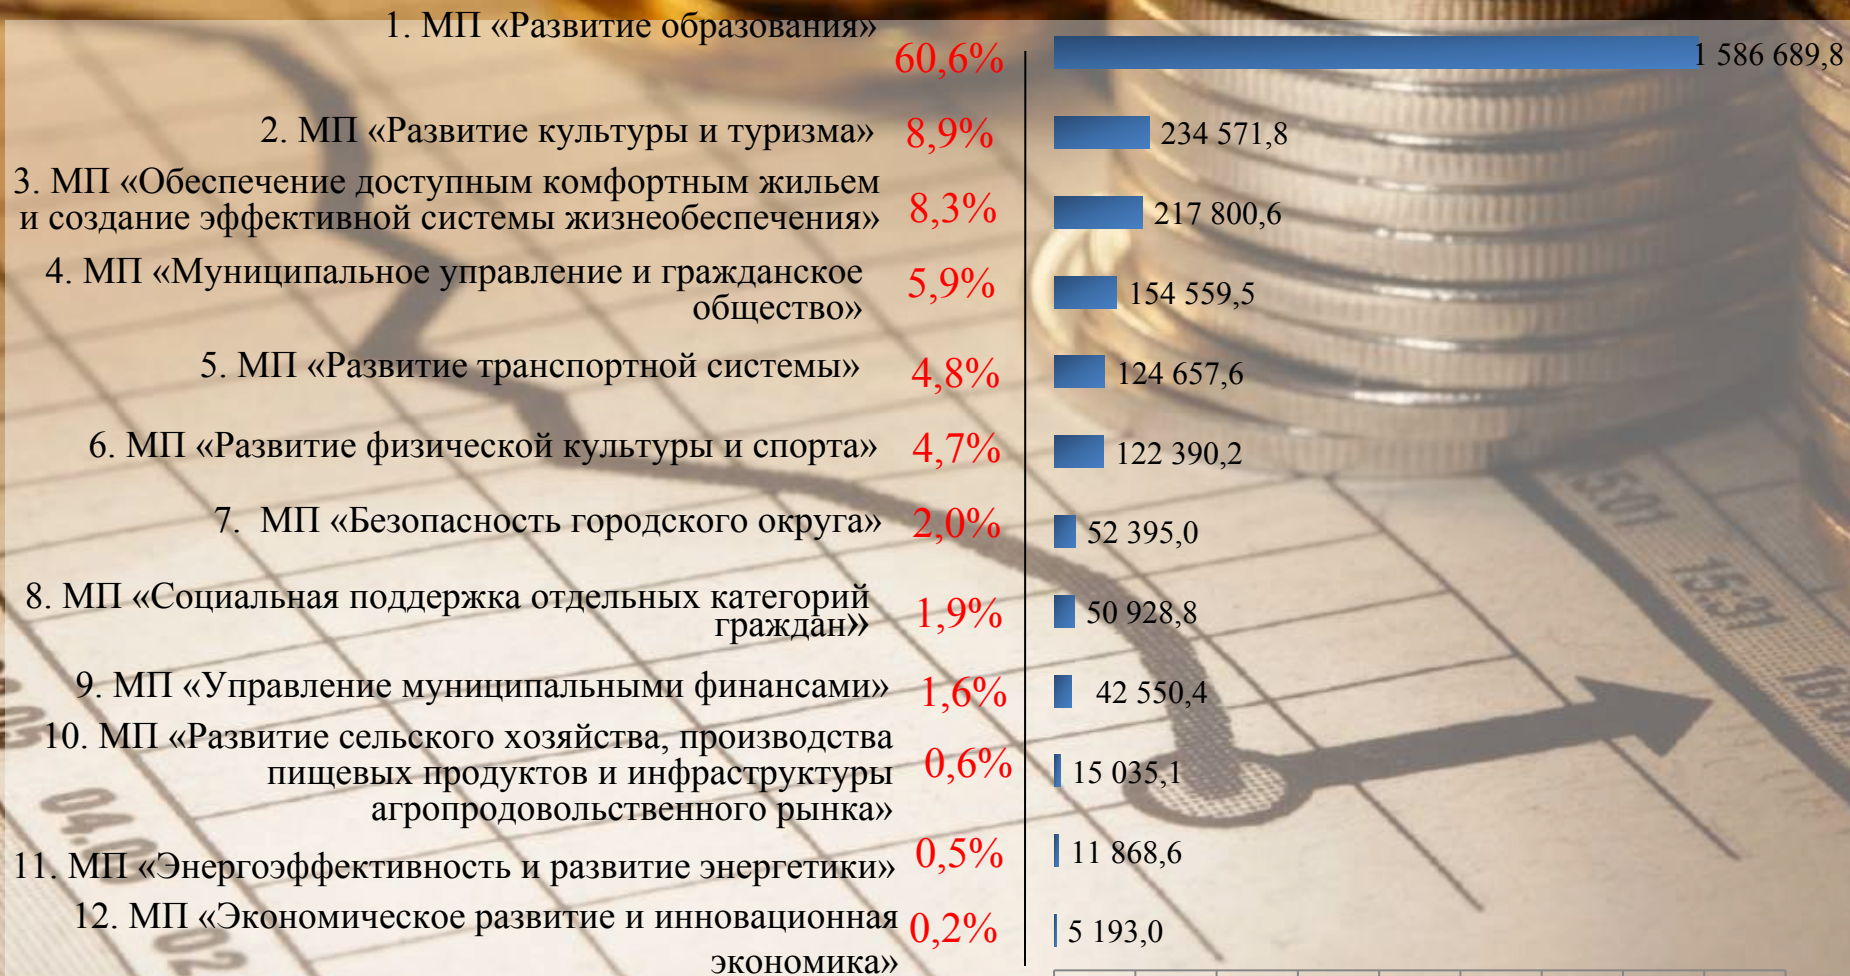 1. МП «Развитие образования»
60,6%
1 586 689,8
2. МП «Развитие культуры и туризма»
8,9%
234 571,8
3. МП «Обеспечение доступным комфортным жильем
и создание эффективной системы жизнеобеспечения»
8,3%
217 800,6
4. МП «Муниципальное управление и гражданское
общество»
5,9%
154 559,5
5. МП «Развитие транспортной системы»
4,8%
124 657,6
6. МП «Развитие физической культуры и спорта»
4,7%
122 390,2
7. МП «Безопасность городского округа»
2,0%
52 395,0
8. МП «Социальная поддержка отдельных категорий
граждан»
1,9%
50 928,8
9. МП «Управление муниципальными финансами»
1,6%
42 550,4
10. МП «Развитие сельского хозяйства, производства
пищевых продуктов и инфраструктуры
агропродовольственного рынка»
0,6%
15 035,1
11. МП «Энергоэффективность и развитие энергетики»
0,5%
11 868,6
12. МП «Экономическое развитие и инновационная
экономика»
0,2%
5 193,0
15:31